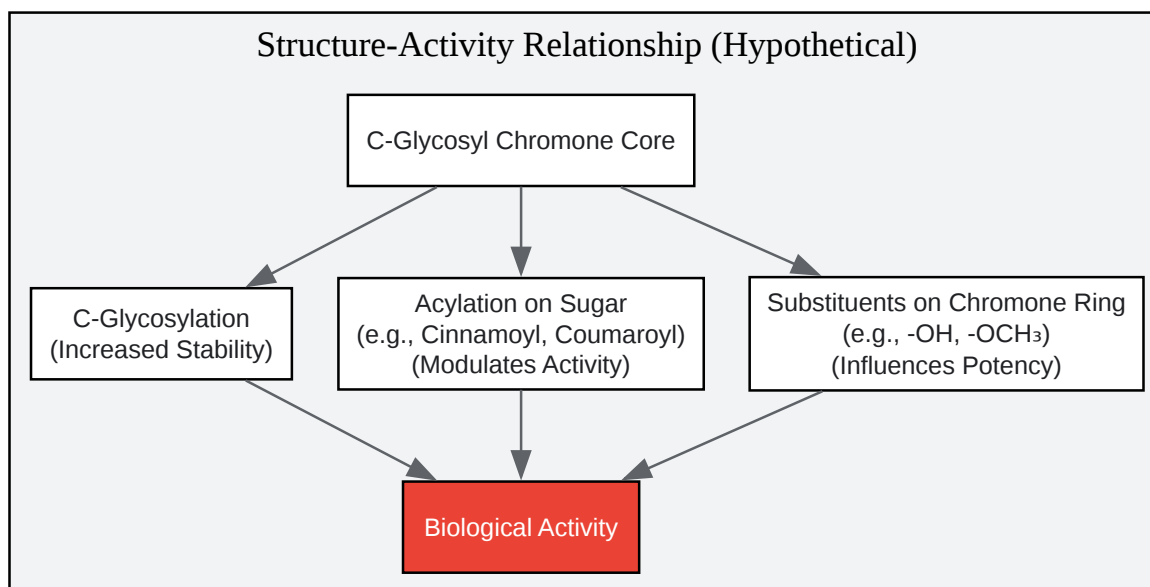 Structure-Activity Relationship (Hypothetical)
C-Glycosyl Chromone Core
C-Glycosylation
(Increased Stability)
Acylation on Sugar
(e.g., Cinnamoyl, Coumaroyl)
(Modulates Activity)
Substituents on Chromone Ring
(e.g., -OH, -OCH₃)
(Influences Potency)
Biological Activity